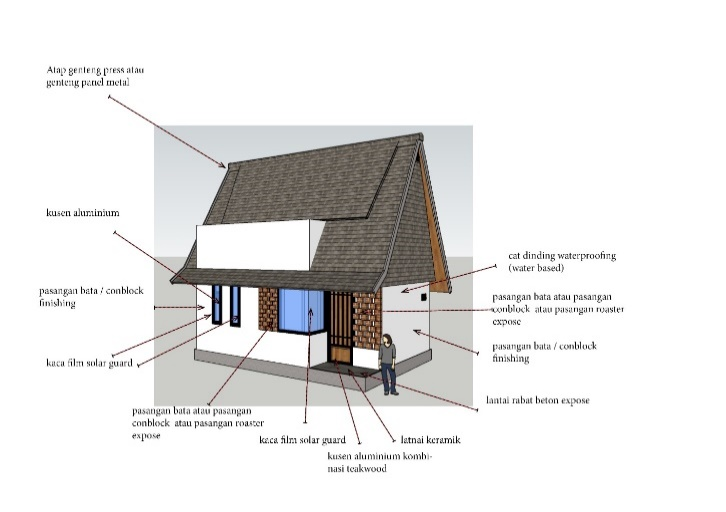 Atap genteng press atau
genteng panel metal
kusen aluminium
cat dinding waterproofing
(water based)
pasangan bata / conblock
finishing
pasangan bata atau pasangan
conblock atau pasangan roaster
expose
pasangan bata / conblock
finishing
kaca film solar guard
lantai rabat beton expose
pasangan bata atau pasangan
conblock atau pasangan roaster
expose
kaca film solar guard
latnai keramik
kusen aluminium kombi-
nasi teakwood